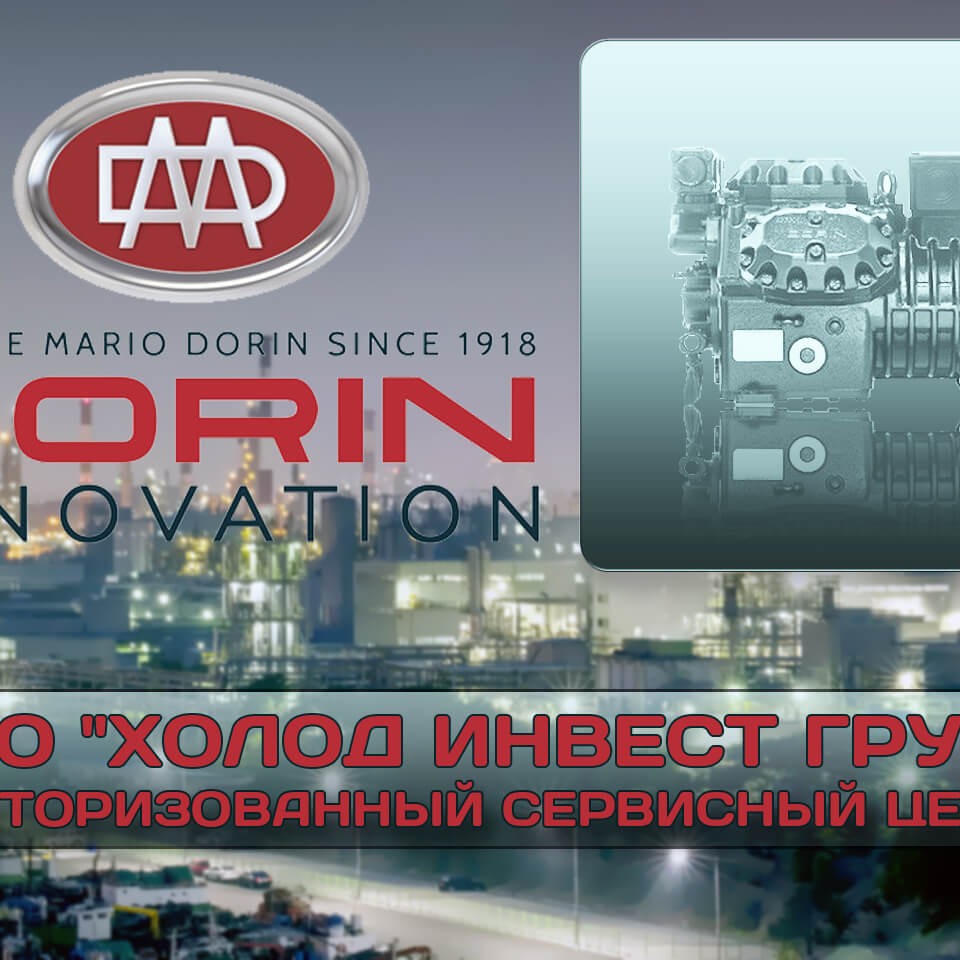 E MARIO DORIN SINCE 1918
ORIN
NOVATION
О "ХОЛОД ИНВЕСТ ГРУ
ТОРИЗОВАННЫЙ СЕРВИСНЫЙ ЦЕ